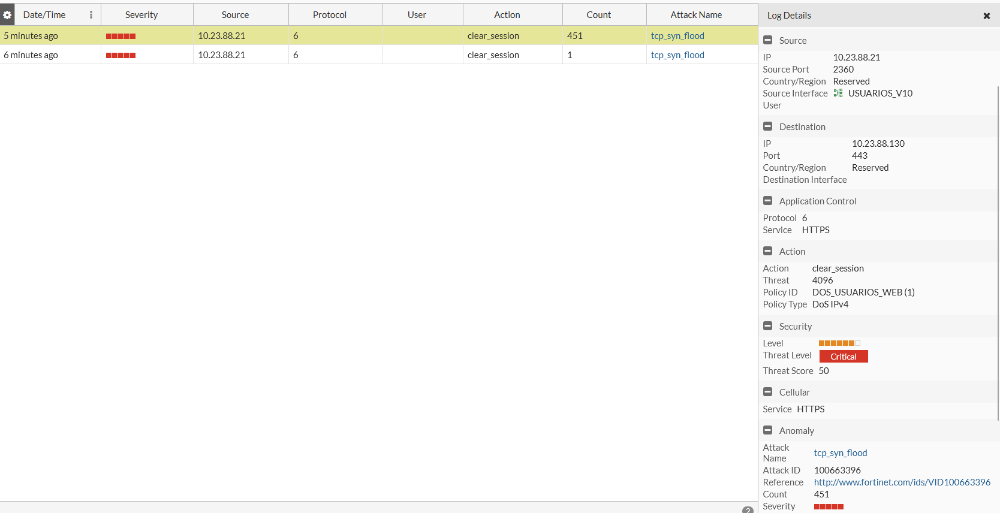 Date/Time Severity Source Protocol User Action Count Attack Name
5 minutes ago 10.23.88.21 6 clear_session 451 tcp_syn_flood
6 minutes ago 10.23.88.21 6 clear_session 1 tcp_syn_flood
2
Log Details
Source
IP 10.23.88.21
Source Port 2360
Country/Region Reserved
Source Interface USUARIOS_V10
User
Destination
IP 10.23.88.130
Port 443
Country/Region Reserved
Destination Interface
Application Control
Protocol 6
Service HTTPS
Action
Action clear_session
Threat 4096
Policy ID DOS_USUARIOS_WEB (1)
Policy Type DoS IPv4
Security
Level
Threat Level Critical
Threat Score 50
Cellular
Service HTTPS
Anomaly
Attack
Name tcp_syn_flood
Attack ID 100663396
Reference http://www.fortinet.com/ids/VID100663396
Count 451
Severity